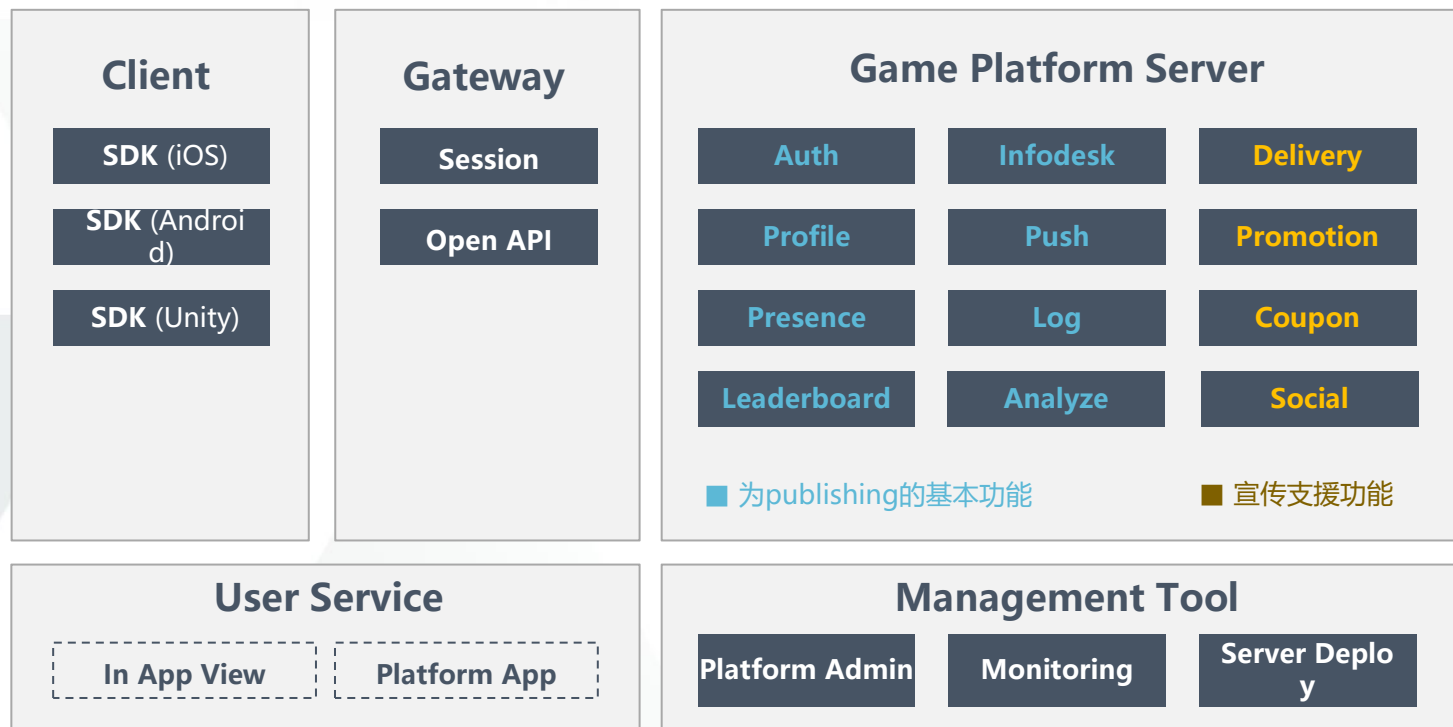 Client
SDK (iOS)
SDK (Androi
d)
SDK (Unity)
Gateway
Session
Open API
Game Platform Server
Auth
Infodesk
Delivery
Profile
Push
Promotion
Presence
Log
Coupon
Leaderboard
Analyze
Social
为publishing的基本功能
宣传支援功能
User Service
In App View
Platform App
Management Tool
Platform Admin
Monitoring
Server Deplo
y